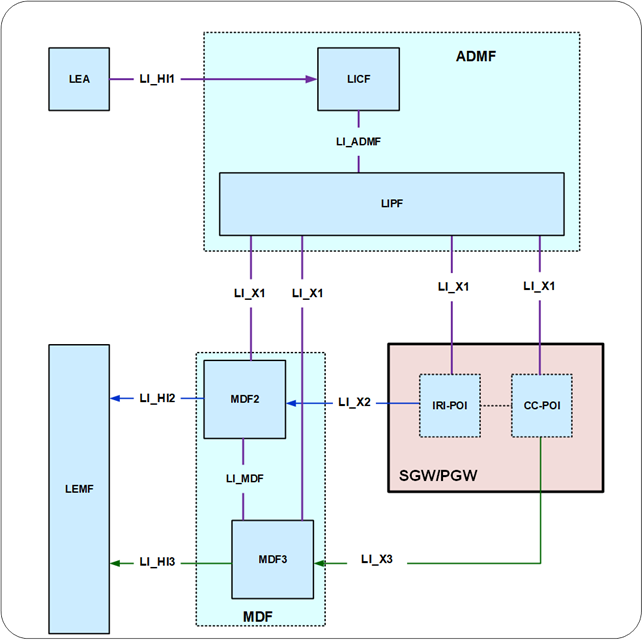 ADMF
LEA
LI_HI1
LICF
LI_ADMF
LIPF
LI_X1
LI_X1
LI_X1
LI_X1
MDF2
LI_HI2
LI_X2
IRI-POI
CC-POI
LI_MDF
SGW/PGW
LEMF
LI_HI3
MDF3
LI_X3
MDF